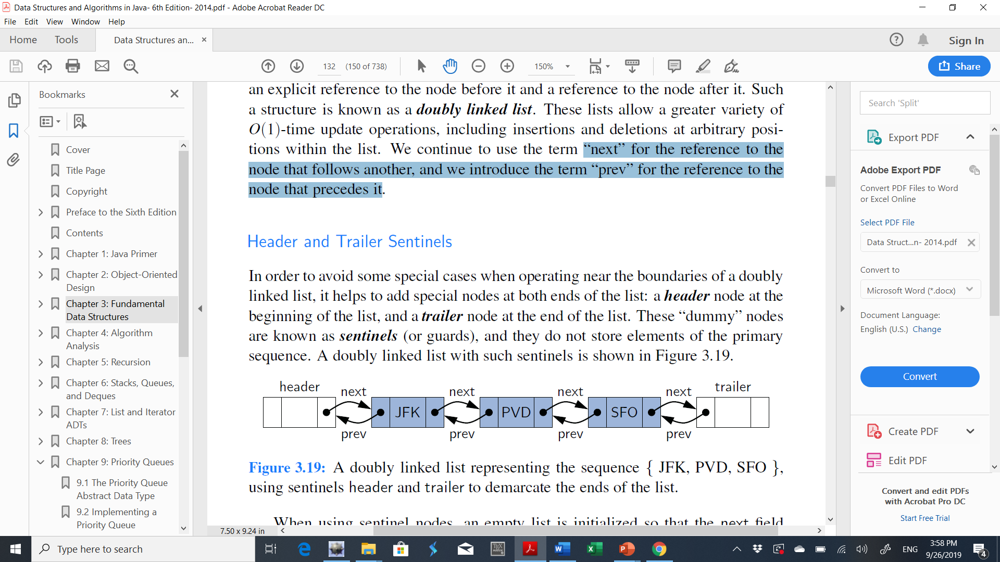 Data Structures and Algorithms in Java- 6th Edition- 2014.pdf - Adobe Acrobat Reader DC
File Edit View Window Help
Home Tools Data Structures an... Sign In
132 (150 of 738) 150% Share
Bookmarks
Cover
Title Page
Copyright
Preface to the Sixth Edition
Contents
Chapter 1: Java Primer
Chapter 2: Object-Oriented
Design
Chapter 3: Fundamental
Data Structures
Chapter 4: Algorithm
Analysis
Chapter 5: Recursion
Chapter 6: Stacks, Queues,
and Deques
Chapter 7: List and Iterator
ADTs
Chapter 8: Trees
Chapter 9: Priority Queues
9.1 The Priority Queue
Abstract Data Type
9.2 Implementing a
Priority Queue
an explicit reference to the node before it and a reference to the node after it. Such
a structure is known as a doubly linked list. These lists allow a greater variety of
O(1)-time update operations, including insertions and deletions at arbitrary posi-
tions within the list. We continue to use the term “next” for the reference to the
node that follows another, and we introduce the term “prev” for the reference to the
node that precedes it.
Header and Trailer Sentinels
In order to avoid some special cases when operating near the boundaries of a doubly
linked list, it helps to add special nodes at both ends of the list: a header node at the
beginning of the list, and a trailer node at the end of the list. These “dummy” nodes
are known as sentinels (or guards), and they do not store elements of the primary
sequence. A doubly linked list with such sentinels is shown in Figure 3.19.
header next next next next trailer
JFK PVD SFO
prev prev prev prev
Figure 3.19: A doubly linked list representing the sequence { JFK, PVD, SFO },
using sentinels header and trailer to demarcate the ends of the list.
When using sentinel nodes, an empty list is initialized so that the next field
7.50 x 9.24 in
Search 'Split'
Export PDF
Adobe Export PDF
Convert PDF Files to Word
or Excel Online
Select PDF File
Data Struct...n- 2014.pdf
Convert to
Microsoft Word (*.docx)
Document Language:
English (U.S.) Change
Convert
Create PDF
Edit PDF
Convert and edit PDFs
with Acrobat Pro DC
Start Free Trial
Type here to search
ENG
3:58 PM
9/26/2019
4